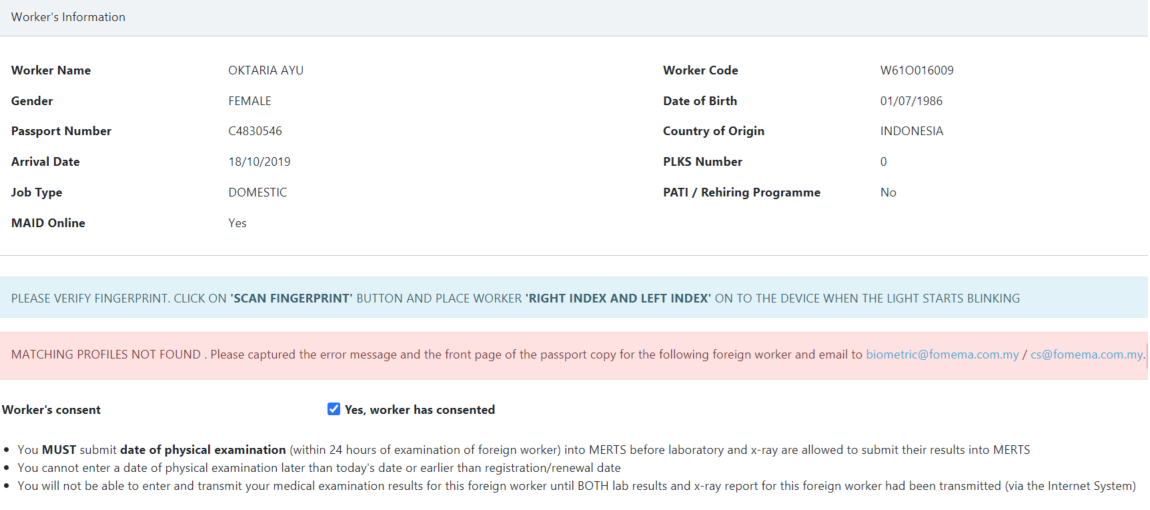 Worker's Information
Worker Name OKTARIA AYU Worker Code W61O016009
Gender FEMALE Date of Birth 01/07/1986
Passport Number C4830546 Country of Origin INDONESIA
Arrival Date 18/10/2019 PLKS Number 0
Job Type DOMESTIC PATI / Rehiring Programme No
MAID Online Yes
PLEASE VERIFY FINGERPRINT. CLICK ON 'SCAN FINGERPRINT' BUTTON AND PLACE WORKER 'RIGHT INDEX AND LEFT INDEX' ON TO THE DEVICE WHEN THE LIGHT STARTS BLINKING
MATCHING PROFILES NOT FOUND . Please captured the error message and the front page of the passport copy for the following foreign worker and email to biometric@fomema.com.my / cs@fomema.com.my.
Worker's consent Yes, worker has consented
• You MUST submit date of physical examination (within 24 hours of examination of foreign worker) into MERTS before laboratory and x-ray are allowed to submit their results into MERTS
• You cannot enter a date of physical examination later than today's date or earlier than registration/renewal date
• You will not be able to enter and transmit your medical examination results for this foreign worker until BOTH lab results and x-ray report for this foreign worker had been transmitted (via the Internet System)